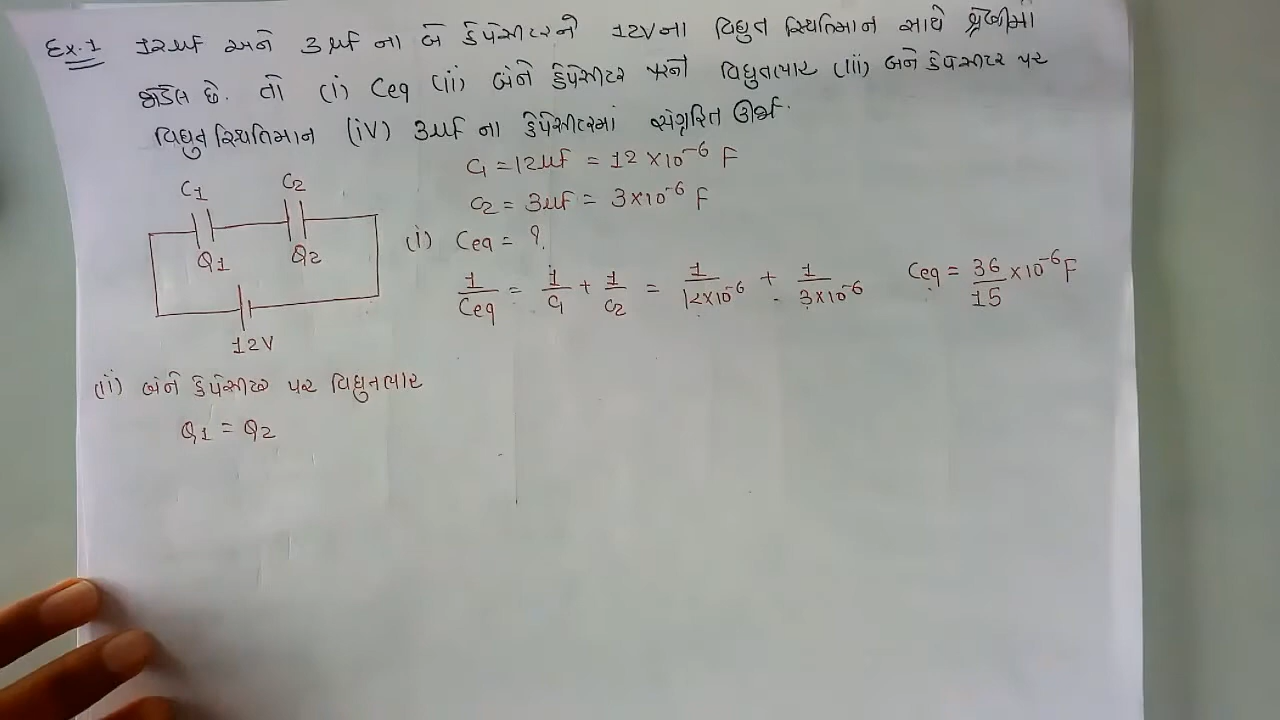 Ex.1 12μf અને 3μf ના બે કેપેસીટરને 12V ના વિદ્યુત સ્થિતિમાન સાથે શ્રેણીમાં
જોડેલ છે. તો (i) Ceq (ii) બંને કેપેસીટર પરનો વિદ્યુતભાર (iii) બંને કેપેસીટર પર
વિદ્યુત સ્થિતિમાન (iv) 3μf ના કેપેસીટરમાં સંગ્રહિત ઊર્જા.
C1 = 12μf = 12 × 10⁻⁶ F
C2 = 3μf = 3×10⁻⁶ F
C1 C2
Q1 Q2
12V
(i) Ceq = ?
1/Ceq = 1/C1 + 1/C2 = 1/12×10⁻⁶ + 1/3×10⁻⁶ Ceq = 36/15 × 10⁻⁶ F
(ii) બંને કેપેસીટર પર વિદ્યુતભાર
Q1 = Q2